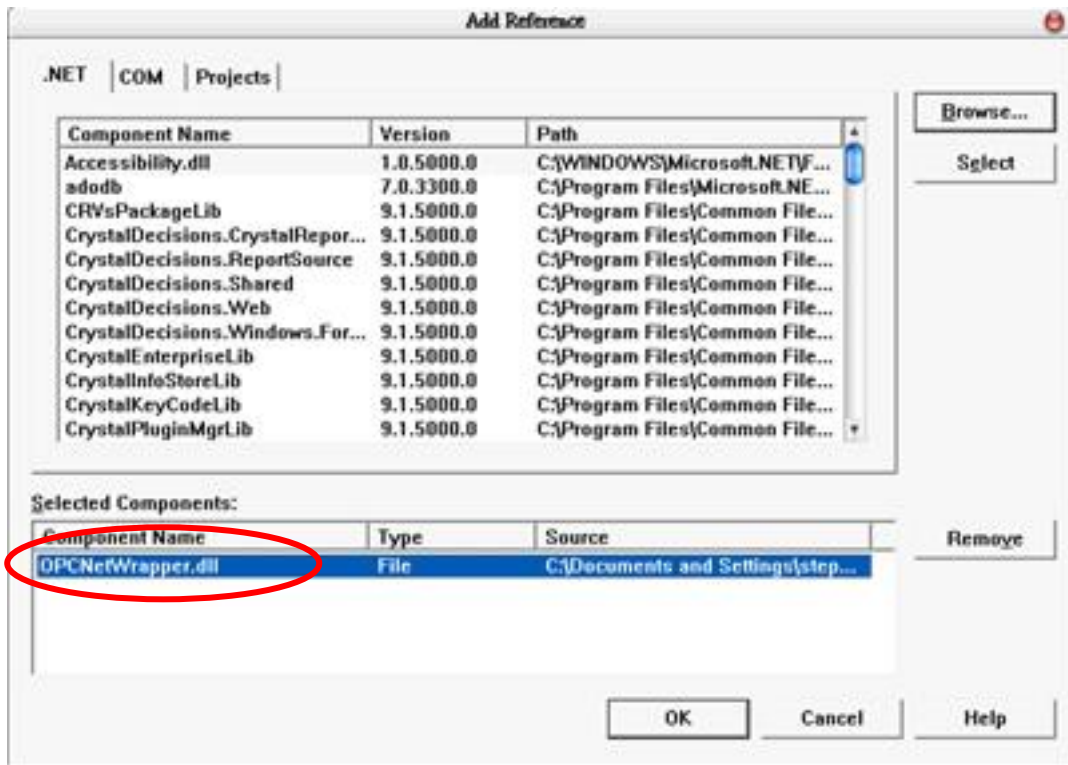 Add Reference
.NET COM Projects
Browse...
Component Name Version Path
Accessibility.dll 1.0.5000.0 C:\WINDOWS\Microsoft.NET\F...
Select
adodb 7.0.3300.0 C:\Program Files\Microsoft.NE...
CRVsPackageLib 9.1.5000.0 C:\Program Files\Common File...
CrystalDecisions.CrystalRepor... 9.1.5000.0 C:\Program Files\Common File...
CrystalDecisions.ReportSource 9.1.5000.0 C:\Program Files\Common File...
CrystalDecisions.Shared 9.1.5000.0 C:\Program Files\Common File...
CrystalDecisions.Web 9.1.5000.0 C:\Program Files\Common File...
CrystalDecisions.Windows.For... 9.1.5000.0 C:\Program Files\Common File...
CrystalEnterpriseLib 9.1.5000.0 C:\Program Files\Common File...
CrystalInfoStoreLib 9.1.5000.0 C:\Program Files\Common File...
CrystalKeyCodeLib 9.1.5000.0 C:\Program Files\Common File...
CrystalPluginMgrLib 9.1.5000.0 C:\Program Files\Common File...
Selected Components:
Component Name Type Source
Remove
OPCNetWrapper.dll File C:\Documents and Settings\step...
OK Cancel Help